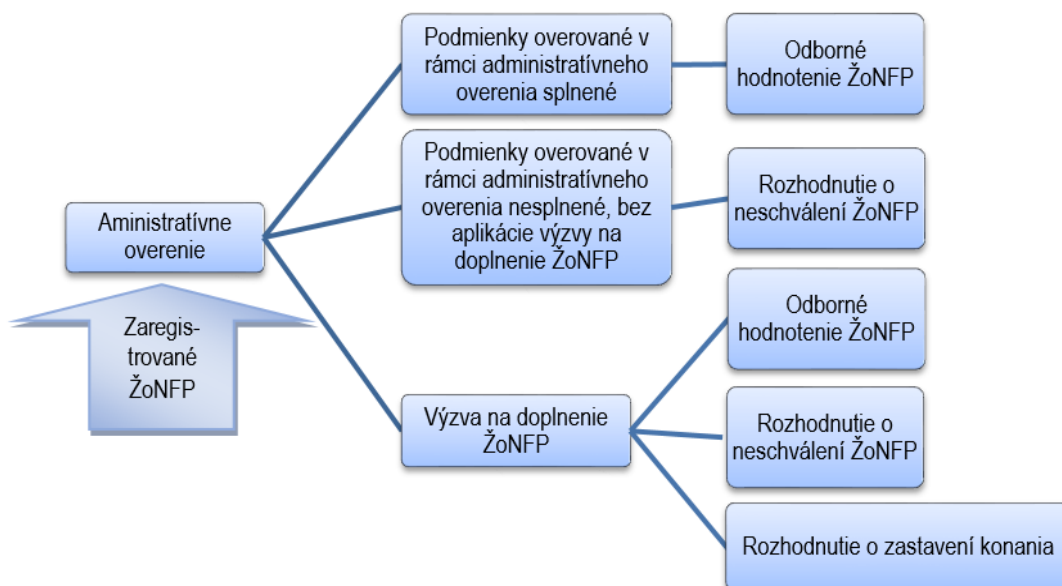 Podmienky overované v
rámci administratívneho
overenia splnené
Odborné
hodnotenie ŽoNFP
Podmienky overované v
rámci administratívneho
overenia nesplnené, bez
aplikácie výzvy na
doplnenie ŽoNFP
Rozhodnutie o
neschválení ŽoNFP
Aministratívne
overenie
Zaregis-
trované
ŽoNFP
Odborné
hodnotenie ŽoNFP
Výzva na doplnenie
ŽoNFP
Rozhodnutie o
neschválení ŽoNFP
Rozhodnutie o zastavení konania